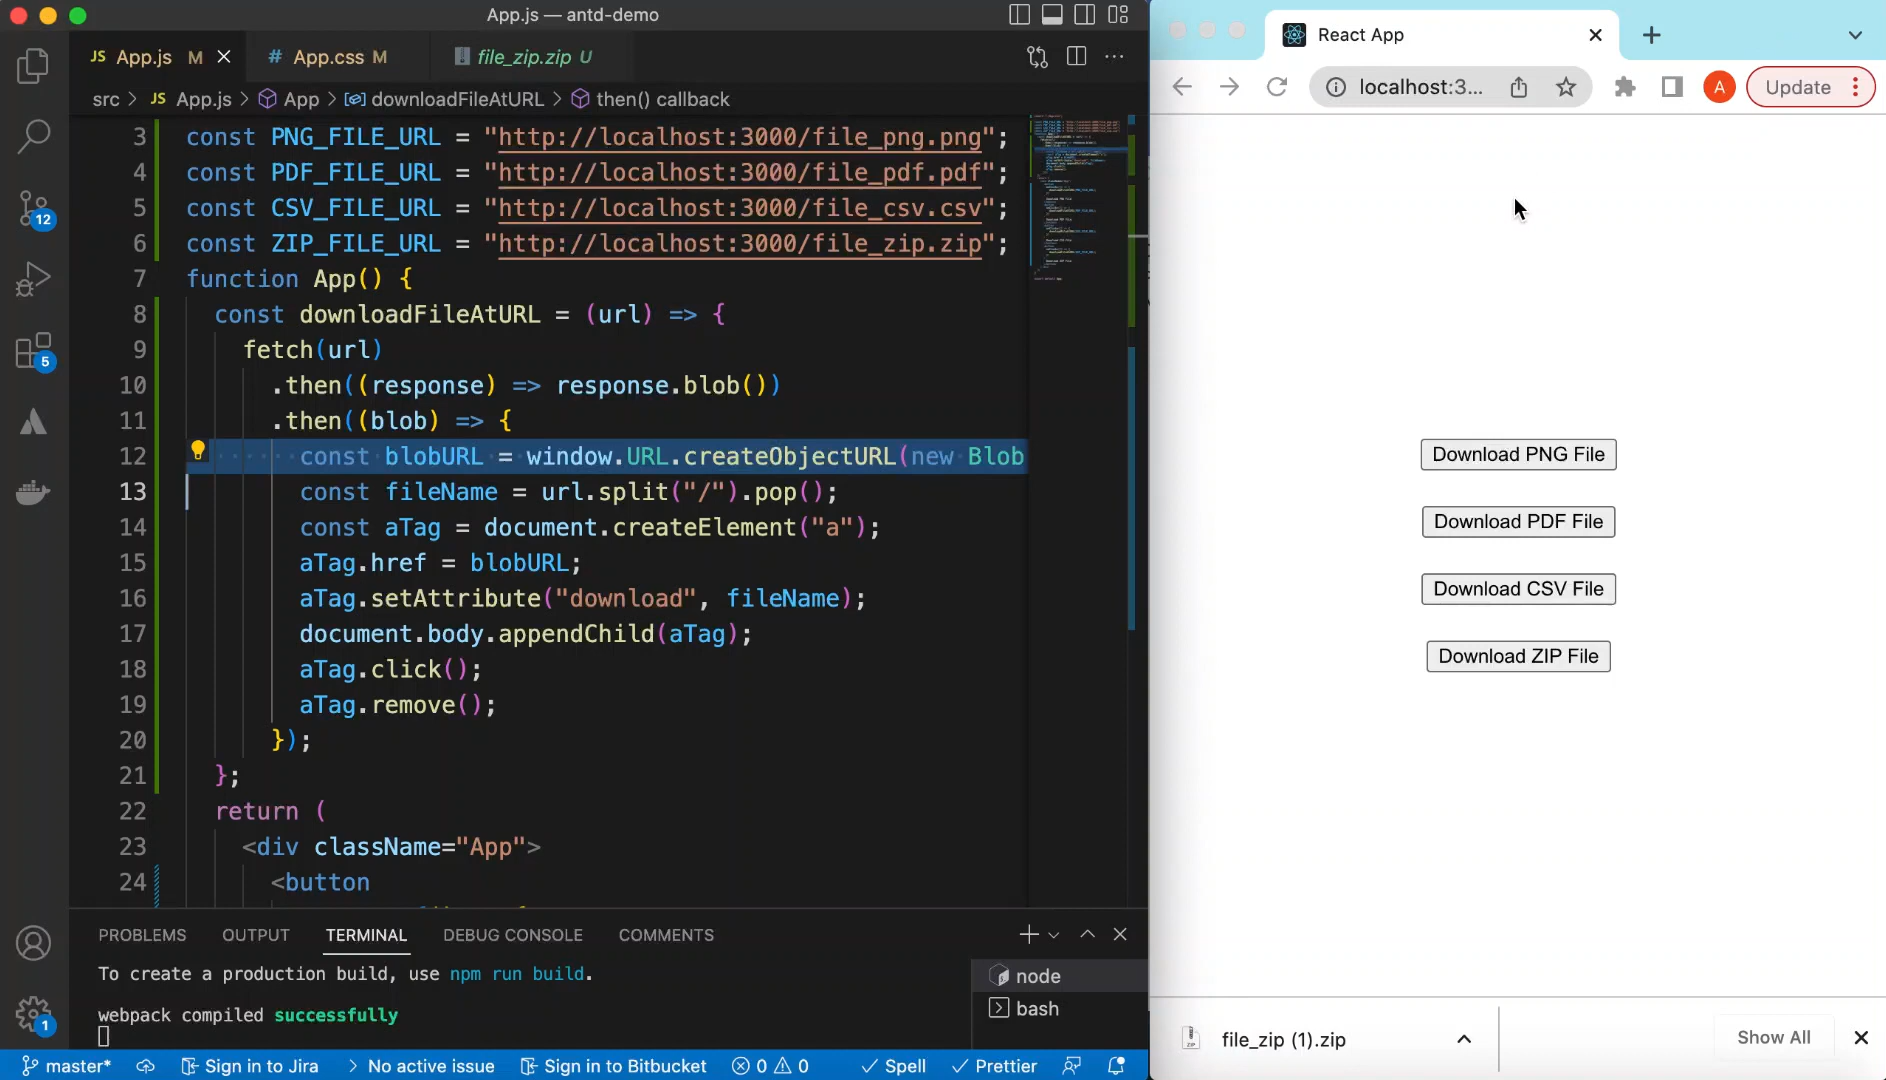 App.js — antd-demo
JS App.js M
# App.css M
file_zip.zip U
src > JS App.js > App > downloadFileAtURL > then() callback
3 const PNG_FILE_URL = "http://localhost:3000/file_png.png";
4 const PDF_FILE_URL = "http://localhost:3000/file_pdf.pdf";
5 const CSV_FILE_URL = "http://localhost:3000/file_csv.csv";
6 const ZIP_FILE_URL = "http://localhost:3000/file_zip.zip";
7 function App() {
8 const downloadFileAtURL = (url) => {
9 fetch(url)
10 .then((response) => response.blob())
11 .then((blob) => {
12 const blobURL = window.URL.createObjectURL(new Blob
13 const fileName = url.split("/").pop();
14 const aTag = document.createElement("a");
15 aTag.href = blobURL;
16 aTag.setAttribute("download", fileName);
17 document.body.appendChild(aTag);
18 aTag.click();
19 aTag.remove();
20 });
21 };
22 return (
23 <div className="App">
24 <button
12
5
1
PROBLEMS OUTPUT TERMINAL DEBUG CONSOLE COMMENTS
To create a production build, use npm run build.
webpack compiled successfully
node
bash
master* Sign in to Jira > No active issue Sign in to Bitbucket 0 0 Spell Prettier
React App
localhost:3...
A
Update
Download PNG File
Download PDF File
Download CSV File
Download ZIP File
file_zip (1).zip
Show All